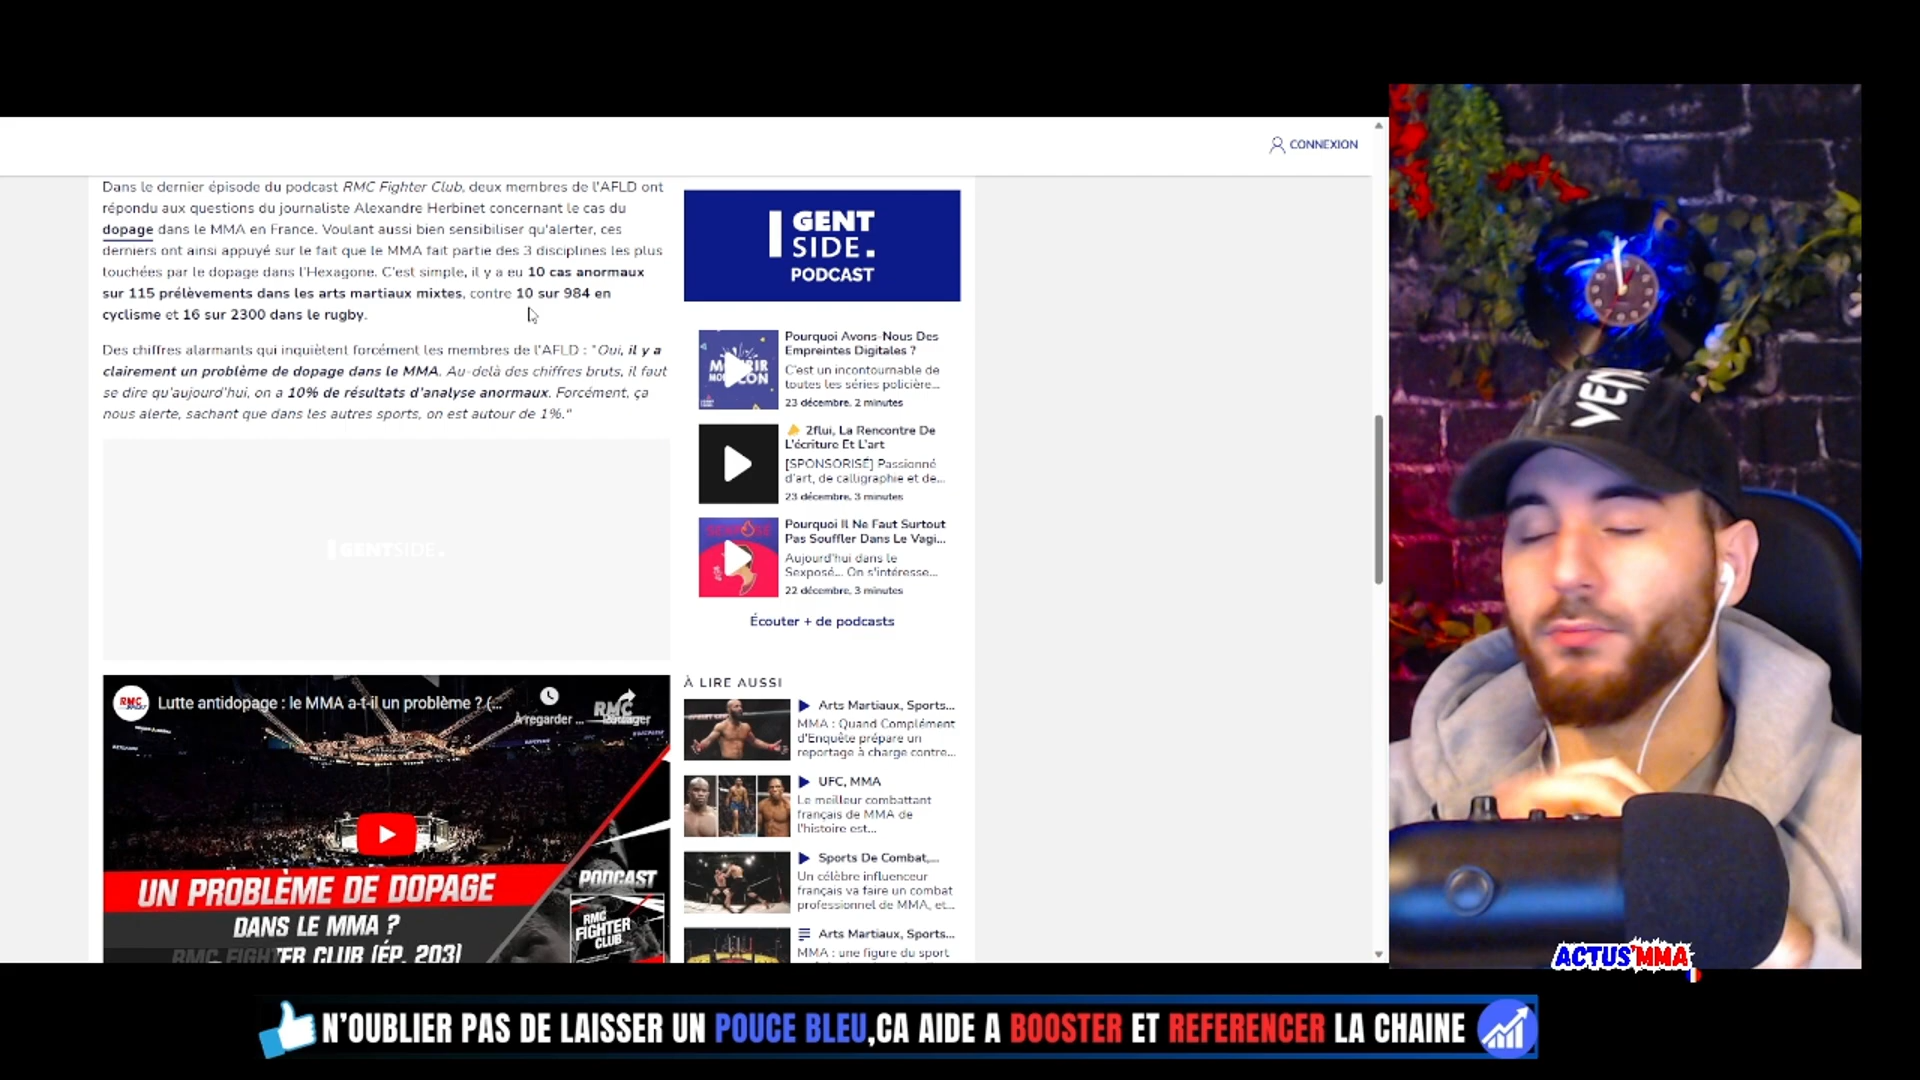 CONNEXION
Dans le dernier épisode du podcast RMC Fighter Club, deux membres de l'AFLD ont
répondu aux questions du journaliste Alexandre Herbinet concernant le cas du
dopage dans le MMA en France. Voulant aussi bien sensibiliser qu'alerter, ces
derniers ont ainsi appuyé sur le fait que le MMA fait partie des 3 disciplines les plus
touchées par le dopage dans l'Hexagone. C'est simple, il y a eu 10 cas anormaux
sur 115 prélèvements dans les arts martiaux mixtes, contre 10 sur 984 en
cyclisme et 16 sur 2300 dans le rugby.
Des chiffres alarmants qui inquiètent forcément les membres de l'AFLD : "Oui, il y a
clairement un problème de dopage dans le MMA. Au-delà des chiffres bruts, il faut
se dire qu'aujourd'hui, on a 10% de résultats d'analyse anormaux. Forcément, ça
nous alerte, sachant que dans les autres sports, on est autour de 1%."
GENTSIDE.
RMC
Lutte antidopage : le MMA a-t-il un problème ? (...
À regarder ...
RMC
UN PROBLÈME DE DOPAGE
DANS LE MMA ?
RMC FIGHTER CLUB (ÉP. 203)
PODCAST
RMC
FIGHTER
CLUB
GENT
SIDE.
PODCAST
Pourquoi Avons-Nous Des
Empreintes Digitales ?
C'est un incontournable de
toutes les séries policière...
23 décembre, 2 minutes
2flui, La Rencontre De
L'écriture Et L'art
[SPONSORISÉ] Passionné
d'art, de calligraphie et de...
23 décembre, 3 minutes
Pourquoi Il Ne Faut Surtout
Pas Souffler Dans Le Vagi...
Aujourd'hui dans le
Sexposé... On s'intéresse...
22 décembre, 3 minutes
Écouter + de podcasts
À LIRE AUSSI
Arts Martiaux, Sports...
MMA : Quand Complément
d'Enquête prépare un
reportage à charge contre...
UFC, MMA
Le meilleur combattant
français de MMA de
l'histoire est...
Sports De Combat,...
Un célèbre influenceur
français va faire un combat
professionnel de MMA, et...
Arts Martiaux, Sports...
MMA : une figure du sport
ACTUS'MMA
N'OUBLIER PAS DE LAISSER UN POUCE BLEU,CA AIDE A BOOSTER ET REFERENCER LA CHAINE